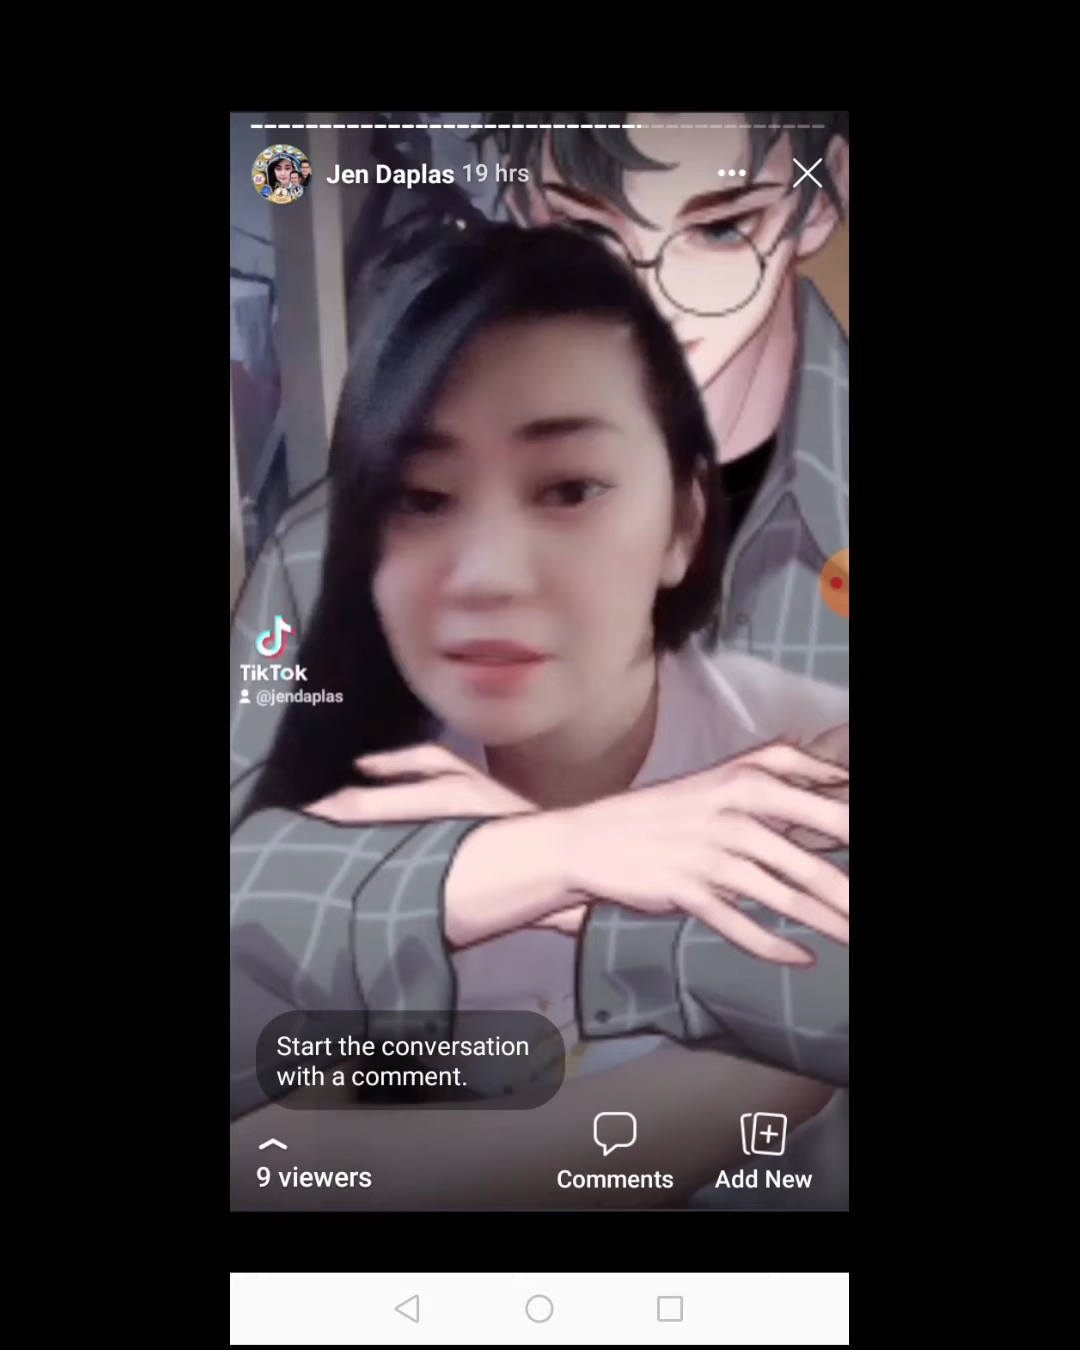 Jen Daplas 19 hrs
TikTok
@jendaplas
Start the conversation
with a comment.
9 viewers
Comments
Add New